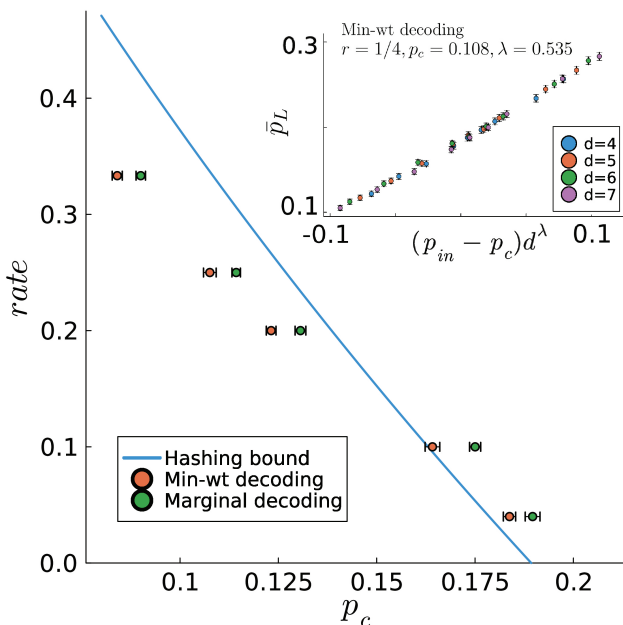 Min-wt decoding
r = 1/4, p_c = 0.108, λ = 0.535
0.3
p̄_L
0.1
d=4
d=5
d=6
d=7
-0.1
(p_in − p_c)d^λ
0.1
0.4
0.3
0.2
0.1
0.0
rate
Hashing bound
Min-wt decoding
Marginal decoding
0.1
0.125
0.15
0.175
0.2
p_c